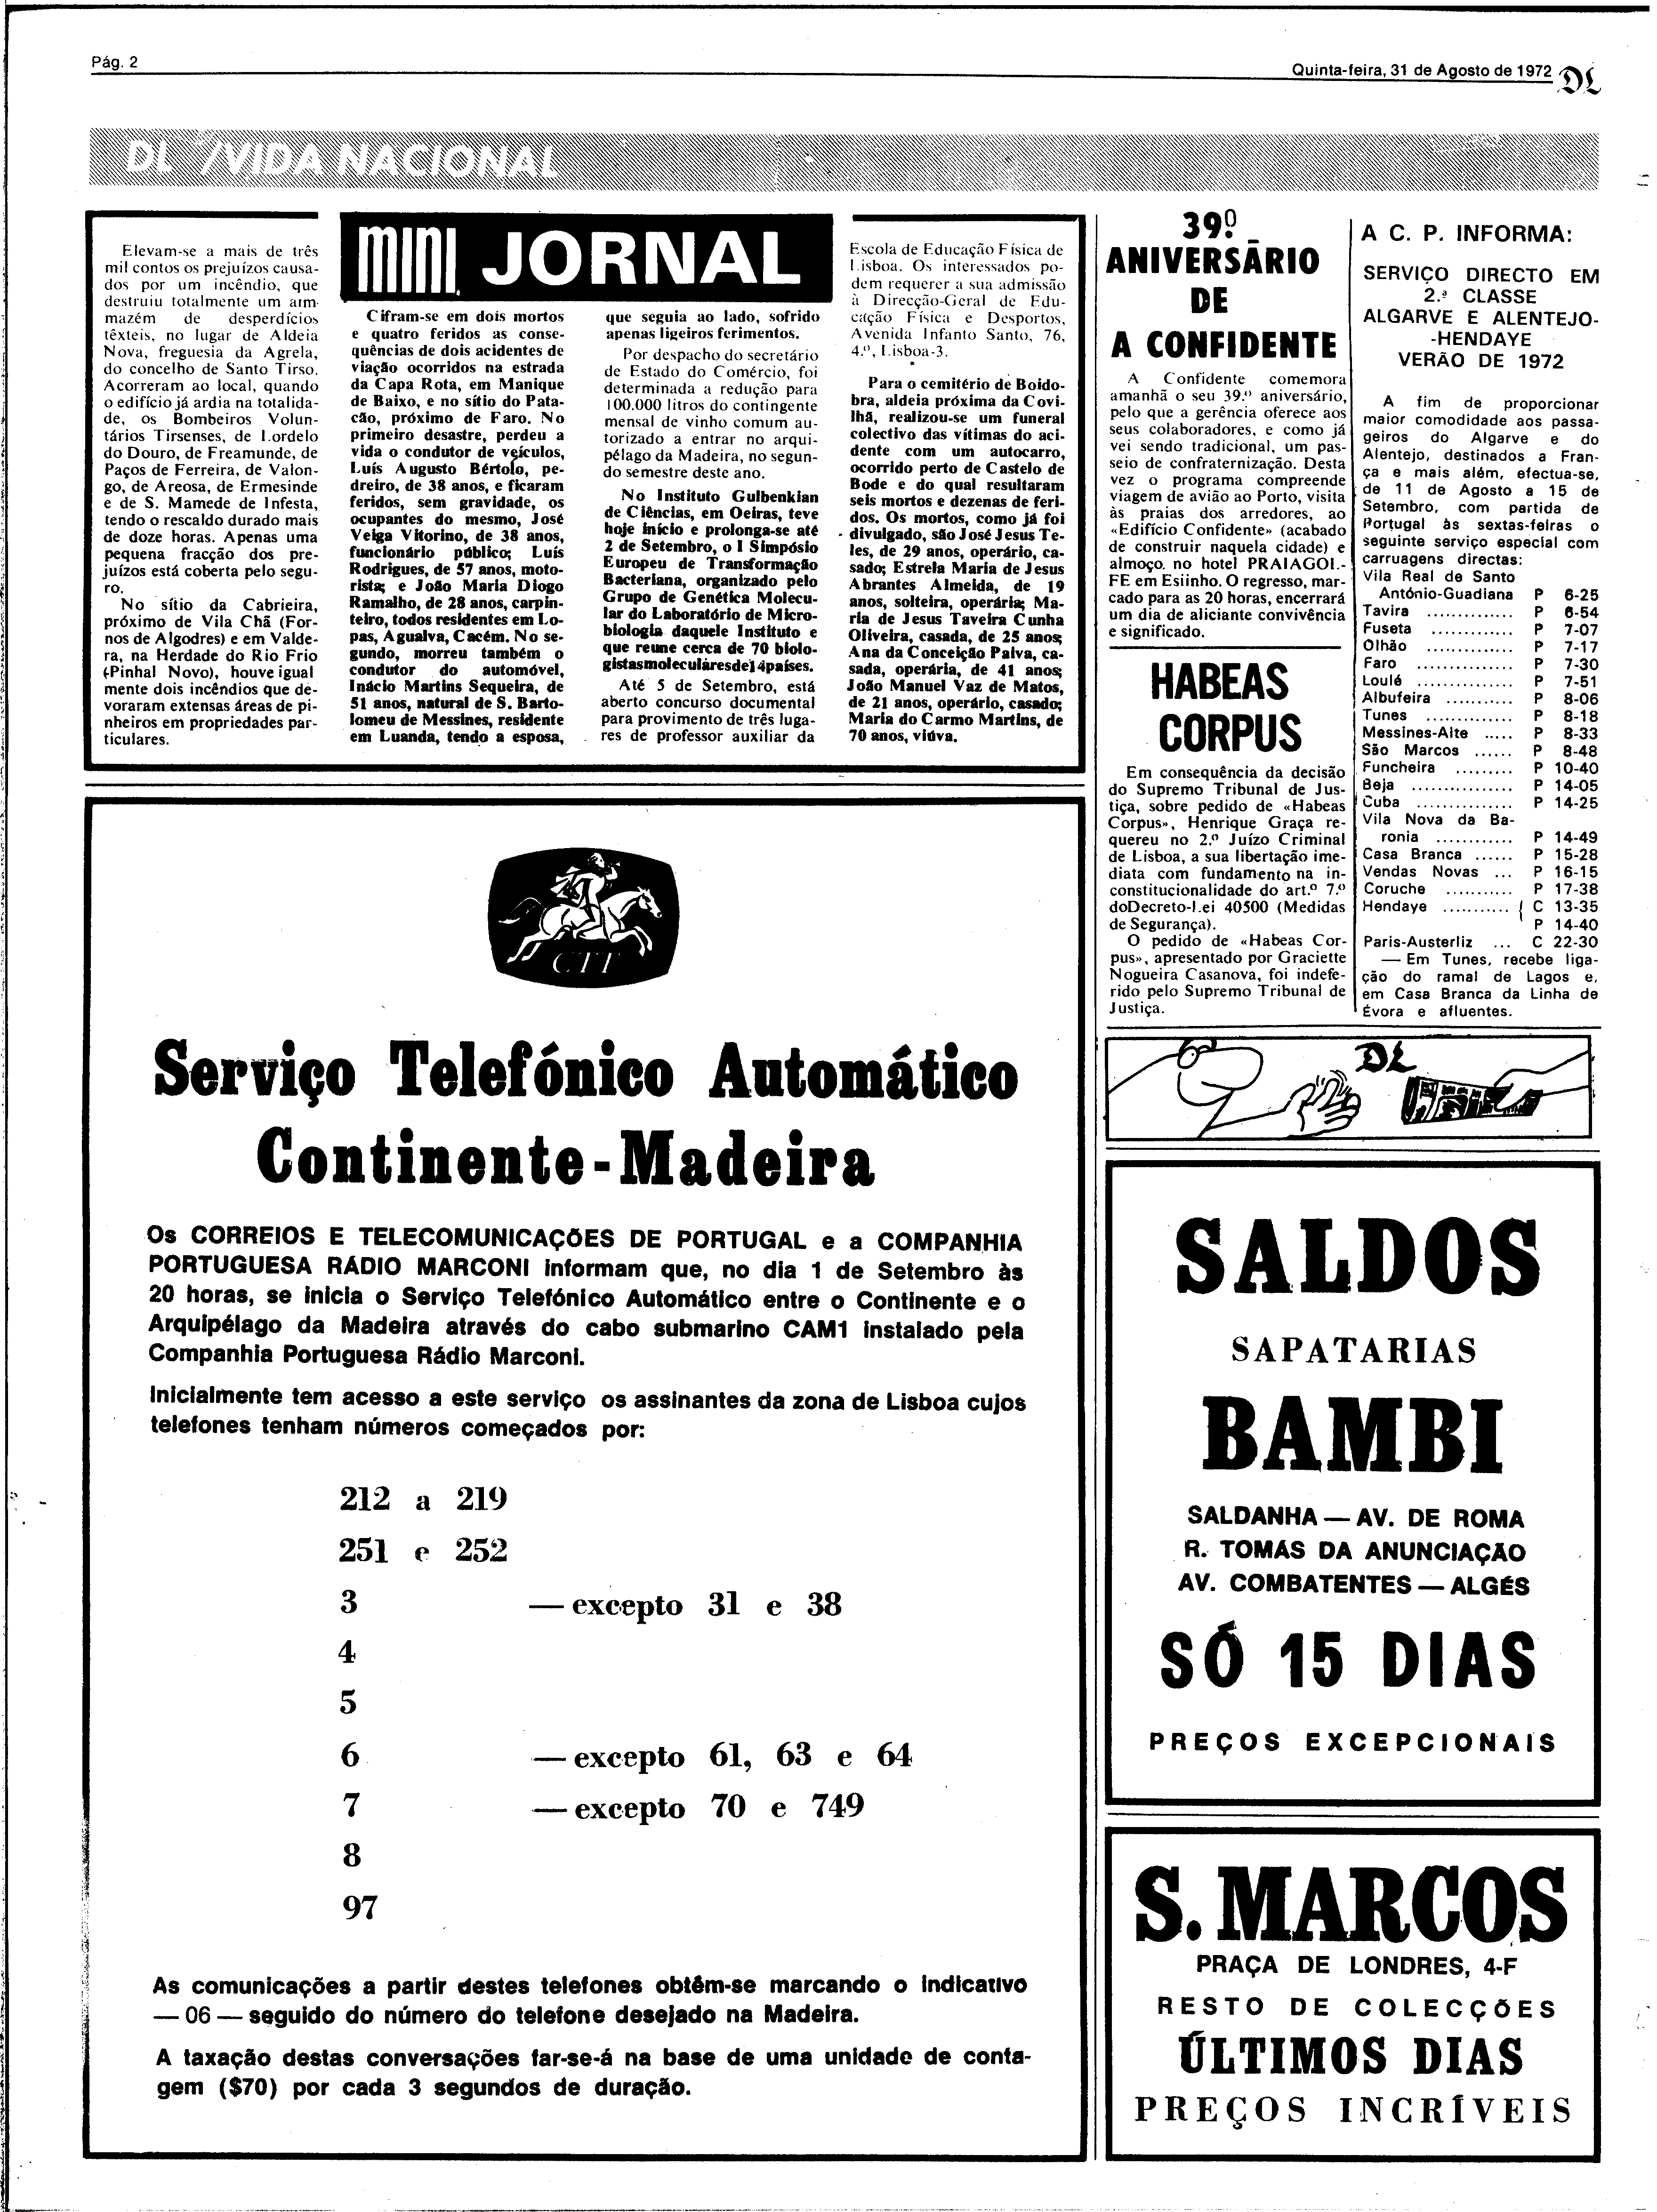 Pág. 2
Quinta-feira, 31 de Agosto de 1972 DL
DL /VIDA NACIONAL
mini JORNAL
Elevam-se a mais de três
mil contos os prejuízos causa-
dos por um incêndio, que
destruiu totalmente um arm-
mazém de desperdícios
têxteis, no lugar de Aldeia
Nova, freguesia da Agrela,
do concelho de Santo Tirso.
Acorreram ao local, quando
o edifício já ardia na totalida-
de, os Bombeiros Volun-
tários Tirsenses, de Lordelo
do Douro, de Freamunde, de
Paços de Ferreira, de Valon-
go, de Areosa, de Ermesinde
e de S. Mamede de Infesta,
tendo o rescaldo durado mais
de doze horas. Apenas uma
pequena fracção dos pre-
juízos está coberta pelo segu-
ro.
No sítio da Cabrieira,
próximo de Vila Chã (For-
nos de Algodres) e em Valde-
ra, na Herdade do Rio Frio
(Pinhal Novo), houve igual
mente dois incêndios que de-
voraram extensas áreas de pi-
nheiros em propriedades par-
ticulares.
Cifram-se em dois mortos
e quatro feridos as conse-
quências de dois acidentes de
viação ocorridos na estrada
da Capa Rota, em Manique
de Baixo, e no sítio do Pata-
cão, próximo de Faro. No
primeiro desastre, perdeu a
vida o condutor de veículos,
Luís Augusto Bértolo, pe-
dreiro, de 38 anos, e ficaram
feridos, sem gravidade, os
ocupantes do mesmo, José
Veiga Vitorino, de 38 anos,
funcionário público; Luís
Rodrigues, de 57 anos, moto-
rista; e João Maria Diogo
Ramalho, de 28 anos, carpin-
teiro, todos residentes em Lo-
pas, Agualva, Cacém. No se-
gundo, morreu também o
condutor do automóvel,
Inácio Martins Sequeira, de
51 anos, natural de S. Barto-
lomeu de Messines, residente
em Luanda, tendo a esposa,
que seguia ao lado, sofrido
apenas ligeiros ferimentos.
Por despacho do secretário
de Estado do Comércio, foi
determinada a redução para
100.000 litros do contingente
mensal de vinho comum au-
torizado a entrar no arqui-
pélago da Madeira, no segun-
do semestre deste ano.
No Instituto Gulbenkian
de Ciências, em Oeiras, teve
hoje início e prolonga-se até
2 de Setembro, o I Simpósio
Europeu de Transformação
Bacteriana, organizado pelo
Grupo de Genética Molecu-
lar do Laboratório de Micro-
biologia daquele Instituto e
que reune cerca de 70 biolo-
gistasmolecularesde14países.
Até 5 de Setembro, está
aberto concurso documental
para provimento de três luga-
res de professor auxiliar da
Escola de Educação Física de
Lisboa. Os interessados po-
dem requerer a sua admissão
à Direcção-Geral de Edu-
cação Física e Desportos,
Avenida Infanto Santo, 76,
4.º, Lisboa-3.
Para o cemitério de Boido-
bra, aldeia próxima da Covi-
lhã, realizou-se um funeral
colectivo das vítimas do aci-
dente com um autocarro,
ocorrido perto de Castelo de
Bode e do qual resultaram
seis mortos e dezenas de feri-
dos. Os mortos, como já foi
divulgado, são José Jesus Te-
les, de 29 anos, operário, ca-
sado; Estrela Maria de Jesus
Abrantes Almeida, de 19
anos, solteira, operária; Ma-
ria de Jesus Taveira Cunha
Oliveira, casada, de 25 anos;
Ana da Conceição Paiva, ca-
sada, operária, de 41 anos;
João Manuel Vaz de Matos,
de 21 anos, operário, casado;
Maria do Carmo Martins, de
70 anos, viúva.
39.º
ANIVERSÁRIO
DE
A CONFIDENTE
A Confidente comemora
amanhã o seu 39.º aniversário,
pelo que a gerência oferece aos
seus colaboradores, e como já
vei sendo tradicional, um pas-
seio de confraternização. Desta
vez o programa compreende
viagem de avião ao Porto, visita
às praias dos arredores, ao
«Edifício Confidente» (acabado
de construir naquela cidade) e
almoço, no hotel PRAIAGOL-
FE em Esiinho. O regresso, mar-
cado para as 20 horas, encerrará
um dia de aliciante convivência
e significado.
HABEAS
CORPUS
Em consequência da decisão
do Supremo Tribunal de Jus-
tiça, sobre pedido de «Habeas
Corpus», Henrique Graça re-
quereu no 2.º Juízo Criminal
de Lisboa, a sua libertação ime-
diata com fundamento na in-
constitucionalidade do art.º 7.º
doDecreto-Lei 40500 (Medidas
de Segurança).
O pedido de «Habeas Cor-
pus», apresentado por Graciette
Nogueira Casanova, foi indefe-
rido pelo Supremo Tribunal de
Justiça.
A C. P. INFORMA:
SERVIÇO DIRECTO EM
2.ª CLASSE
ALGARVE E ALENTEJO-
-HENDAYE
VERÃO DE 1972
A fim de proporcionar
maior comodidade aos passa-
geiros do Algarve e do
Alentejo, destinados a Fran-
ça e mais além, efectua-se,
de 11 de Agosto a 15 de
Setembro, com partida de
Portugal às sextas-feiras o
seguinte serviço especial com
carruagens directas:
Vila Real de Santo
António-Guadiana P 6-25
Tavira ............. P 6-54
Fuseta ............. P 7-07
Olhão .............. P 7-17
Faro ............... P 7-30
Loulé .............. P 7-51
Albufeira .......... P 8-06
Tunes .............. P 8-18
Messines-Alte ..... P 8-33
São Marcos ...... P 8-48
Funcheira ......... P 10-40
Beja ............... P 14-05
Cuba .............. P 14-25
Vila Nova da Ba-
ronia ........... P 14-49
Casa Branca ...... P 15-28
Vendas Novas ... P 16-15
Coruche .......... P 17-38
Hendaye .......... { C 13-35
P 14-40
Paris-Austerliz ... C 22-30
— Em Tunes, recebe liga-
ção do ramal de Lagos e,
em Casa Branca da Linha de
Évora e afluentes.
DL
CTT
Serviço Telefónico Automático
Continente-Madeira
Os CORREIOS E TELECOMUNICAÇÕES DE PORTUGAL e a COMPANHIA
PORTUGUESA RÁDIO MARCONI informam que, no dia 1 de Setembro às
20 horas, se inicia o Serviço Telefónico Automático entre o Continente e o
Arquipélago da Madeira através do cabo submarino CAM1 instalado pela
Companhia Portuguesa Rádio Marconi.
Inicialmente tem acesso a este serviço os assinantes da zona de Lisboa cujos
telefones tenham números começados por:
212 a 219
251 e 252
3 — excepto 31 e 38
4
5
6 — excepto 61, 63 e 64
7 — excepto 70 e 749
8
97
As comunicações a partir destes telefones obtêm-se marcando o indicativo
— 06 — seguido do número do telefone desejado na Madeira.
A taxação destas conversações far-se-á na base de uma unidade de conta-
gem ($70) por cada 3 segundos de duração.
SALDOS
SAPATARIAS
BAMBI
SALDANHA — AV. DE ROMA
R. TOMÁS DA ANUNCIAÇÃO
AV. COMBATENTES — ALGÉS
SÓ 15 DIAS
PREÇOS EXCEPCIONAIS
S. MARCOS
PRAÇA DE LONDRES, 4-F
RESTO DE COLECÇÕES
ÚLTIMOS DIAS
PREÇOS INCRÍVEIS